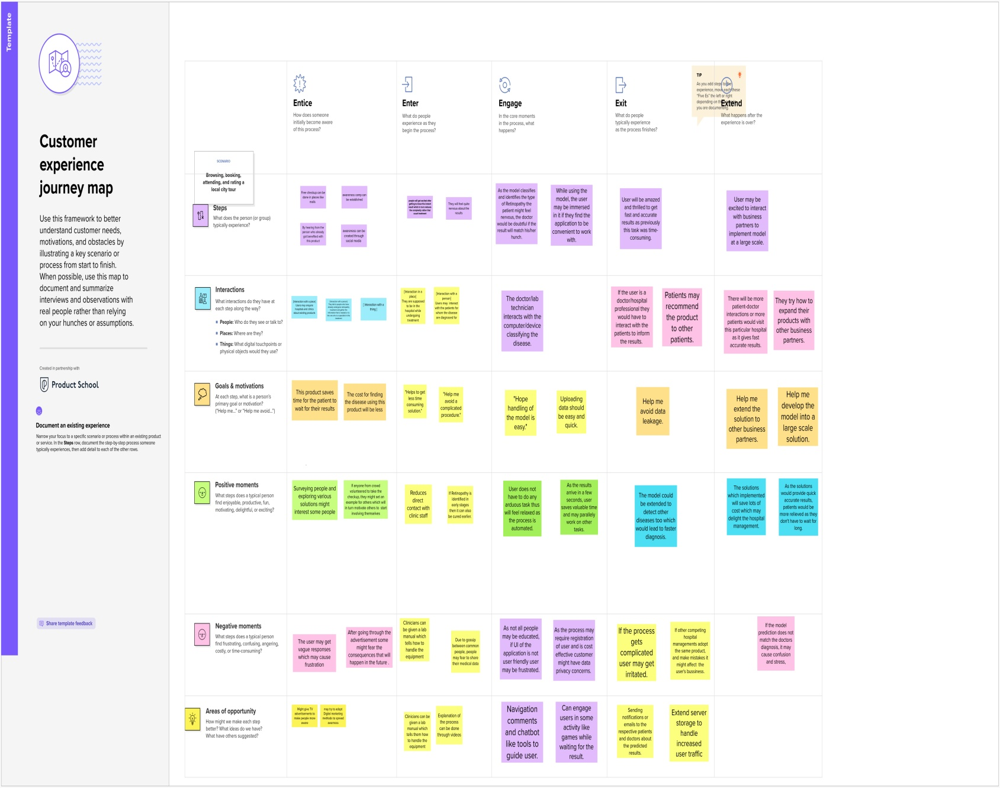 Template
Customer
experience
journey map
Use this framework to better
understand customer needs,
motivations, and obstacles by
illustrating a key scenario or
process from start to finish.
When possible, use this map to
document and summarize
interviews and observations with
real people rather than relying
on your hunches or assumptions.
Created in partnership with
Product School
Document an existing experience
Narrow your focus to a specific scenario or process within an existing product
or service. In the Steps row, document the step-by-step process someone
typically experiences, then add detail to each of the other rows.
Share template feedback
SCENARIO
Browsing, booking,
attending, and rating a
local city tour
Entice
How does someone
initially become aware
of this process?
Enter
What do people
experience as they
begin the process?
Engage
In the core moments
in the process, what
happens?
Exit
What do people
typically experience
as the process finishes?
TIP
As you add steps to the
experience, move each these
"Five Es" the left or right
depending on the
you are documenting.
Extend
What happens after the
experience is over?
Steps
What does the person (or group)
typically experience?
Free checkup can be
done in places like
malls
awareness camp can
be established
By hearing from the
person who already
got benefited with
this product
awareness can be
created through
social media
people will get excited after
getting to know the instant
result which in turn reduces
the complexity rather than
usual treatment
They will feel quite
nervous about the
results
As the model classifies
and identifies the type
of Retinopathy the
patient might feel
nervous, the doctor
would be doubtful if the
result will match his/her
hunch.
While using the
model, the user
may be immersed
in it if they find the
application to be
convenient to work
with.
User will be amazed
and thrilled to get
fast and accurate
results as previously
this task was time-
consuming.
User may be
excited to interact
with business
partners to
implement model
at a large scale.
Interactions
What interactions do they have at
each step along the way?
People: Who do they see or talk to?
Places: Where are they?
Things: What digital touchpoints or
physical objects would they use?
[Interaction with a place]
Users may enquire
hospitals and clinics
about existing products
[Interaction with a person]
[ Interaction with a
thing ]
[Interaction in a
place]
They are supposed
to be in the
hospital while
undergoing
treatment
[Interaction with a
person]
Users may interact
with the patients for
whom the disease
are diagnosed for
The doctor/lab
technician
interacts with the
computer/device
classifying the
disease.
If the user is a
doctor/hospital
professional they
would have to
interact with the
patients to inform
the results.
Patients may
recommend
the product
to other
patients.
There will be more
patient-doctor
interactions or more
patients would visit
this particular hospital
as it gives fast
accurate results.
They try how to
expand their
products with
other business
partners.
Goals & motivations
At each step, what is a person's
primary goal or motivation?
("Help me..." or "Help me avoid...")
This product saves
time for the patient to
wait for their results
The cost for finding
the disease using this
product will be less
"Helps to get
less time
consuming
solution."
"Help me
avoid a
complicated
procedure."
"Hope
handling of
the model is
easy."
Uploading
data should
be easy and
quick.
Help me
avoid data
leakage.
Help me
extend the
solution to
other business
partners.
Help me
develop the
model into a
large scale
solution.
Positive moments
What steps does a typical person
find enjoyable, productive, fun,
motivating, delightful, or exciting?
Surveying people and
exploring various
solutions might
interest some people
If anyone from crowd
volunteered to take the
checkup, they might set an
example for others which will
in turn motivate others to start
involving themselves
Reduces
direct
contact with
clinic staff
If Retinopathy is
identified in
early stages
then it can also
be cured earlier.
User does not
have to do any
arduous task thus
will feel relaxed as
the process is
automated.
As the results
arrive in a few
seconds, user
saves valuable time
and may parallely
work on other
tasks.
The model could
be extended to
detect other
diseases too which
would lead to faster
diagnosis.
The solutions
which implemented
will save lots of
cost which may
delight the hospital
management.
As the solutions
would provide quick
accurate results,
patients would be
more relieved as they
don't have to wait for
long.
Negative moments
What steps does a typical person
find frustrating, confusing, angering,
costly, or time-consuming?
The user may get
vague responses
which may cause
frustration
After going through the
advertisement some
might fear the
consequences that will
happen in the future .
Clinicians can
be given a lab
manual which
tells how to
handle the
equipment
Due to gossip
between common
people, people
may fear to share
their medical data
As not all people
may be educated,
if UI of the
application is not
user friendly user
may be frustrated.
As the process may
require registration
of user and is cost
effective customer
might have data
privacy concerns.
If the process
gets
complicated
user may get
irritated.
If other competing
hospital
managements adopt
the same product,
and make mistakes it
might affect the
user's bussiness.
If the model
prediction does not
match the doctors
diagnosis, it may
cause confusion
and stress,
Areas of opportunity
How might we make each step
better? What ideas do we have?
What have others suggested?
Might give TV
advertisements to
make people more
aware
may try to adopt
Digital marketing
methods to spread
awarness
Clinicians can be
given a lab
manual which
tells them how
to handle the
equipment
Explanation of
the process
can be done
through videos
Navigation
comments
and chatbot
like tools to
guide user.
Can engage
users in some
activity like
games while
waiting for the
result.
Sending
notifications or
emails to the
respective patients
and doctors about
the predicted
results.
Extend server
storage to
handle
increased
user traffic